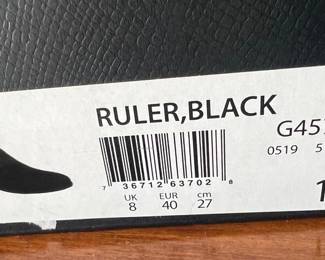 RULER,BLACK
G45
0519 5
7 36712 63702 8
UK EUR cm
8 40 27
1